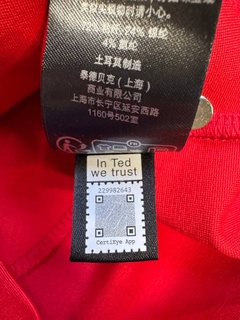 4% 氨纶
土耳其制造
泰德贝克（上海）
商业有限公司
上海市长宁区延安西路
1160号502室
In Ted
we trust
229982643
CertiEye App